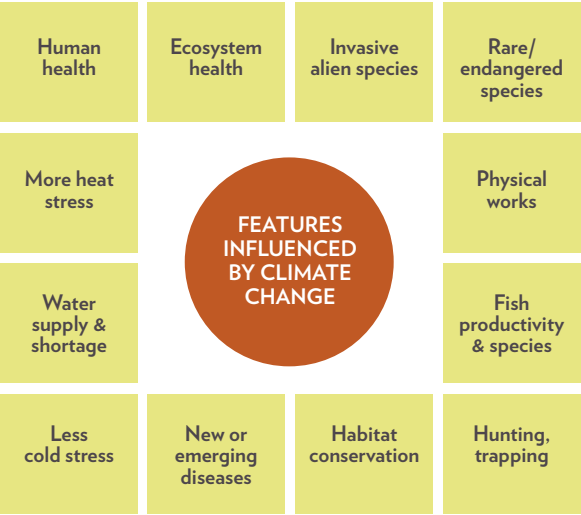 Human
health
Ecosystem
health
Invasive
alien species
Rare/
endangered
species
More heat
stress
FEATURES
INFLUENCED
BY CLIMATE
CHANGE
Physical
works
Water
supply &
shortage
Fish
productivity
& species
Less
cold stress
New or
emerging
diseases
Habitat
conservation
Hunting,
trapping